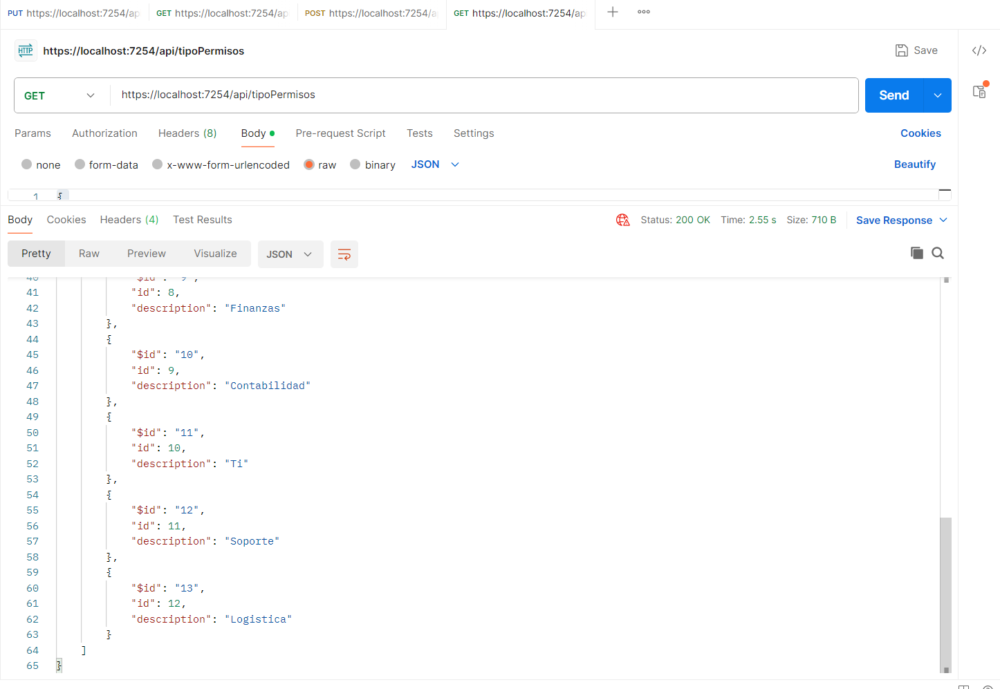 PUT https://localhost:7254/ap GET https://localhost:7254/ap POST https://localhost:7254/a GET https://localhost:7254/ap
HTTP https://localhost:7254/api/tipoPermisos Save </>
GET https://localhost:7254/api/tipoPermisos Send
Params Authorization Headers (8) Body Pre-request Script Tests Settings Cookies
none form-data x-www-form-urlencoded raw binary JSON Beautify
1 {
Body Cookies Headers (4) Test Results Status: 200 OK Time: 2.55 s Size: 710 B Save Response
Pretty Raw Preview Visualize JSON
40 "$id": "9",
41 "id": 8,
42 "description": "Finanzas"
43 },
44 {
45 "$id": "10",
46 "id": 9,
47 "description": "Contabilidad"
48 },
49 {
50 "$id": "11",
51 "id": 10,
52 "description": "Ti"
53 },
54 {
55 "$id": "12",
56 "id": 11,
57 "description": "Soporte"
58 },
59 {
60 "$id": "13",
61 "id": 12,
62 "description": "Logistica"
63 }
64 ]
65 }